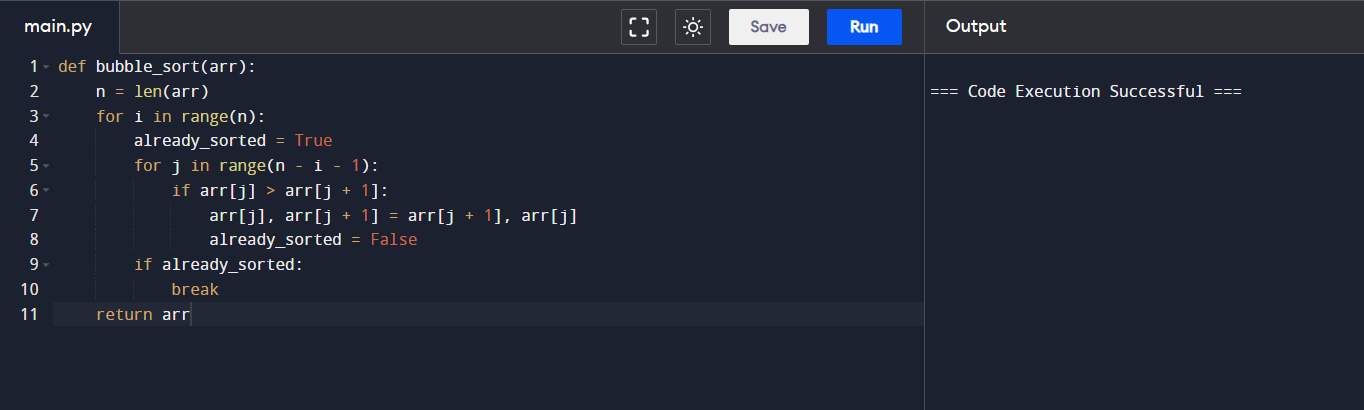 main.py Save Run Output
1 def bubble_sort(arr):
2     n = len(arr)
3     for i in range(n):
4         already_sorted = True
5         for j in range(n - i - 1):
6             if arr[j] > arr[j + 1]:
7                 arr[j], arr[j + 1] = arr[j + 1], arr[j]
8                 already_sorted = False
9         if already_sorted:
10             break
11     return arr
=== Code Execution Successful ===